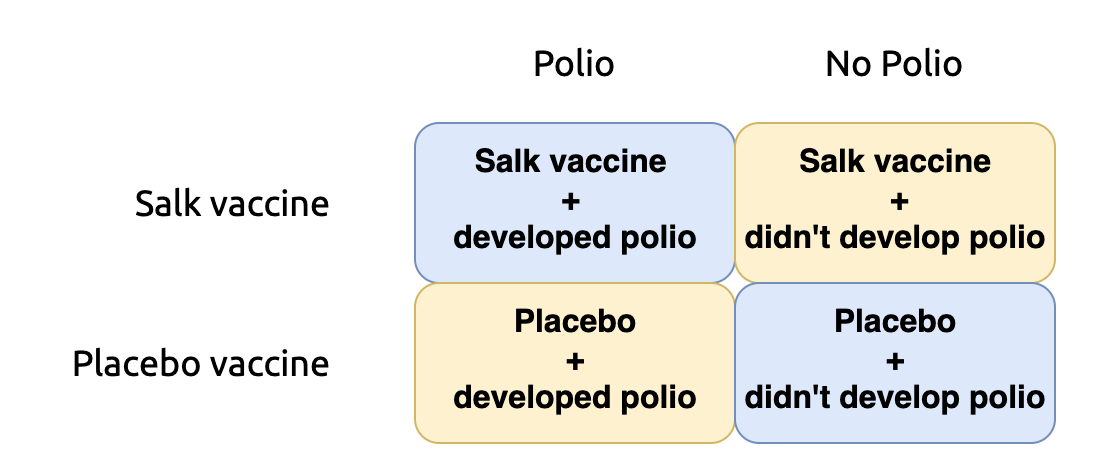 Polio
No Polio
Salk vaccine
Salk vaccine
+
developed polio
Salk vaccine
+
didn't develop polio
Placebo vaccine
Placebo
+
developed polio
Placebo
+
didn't develop polio